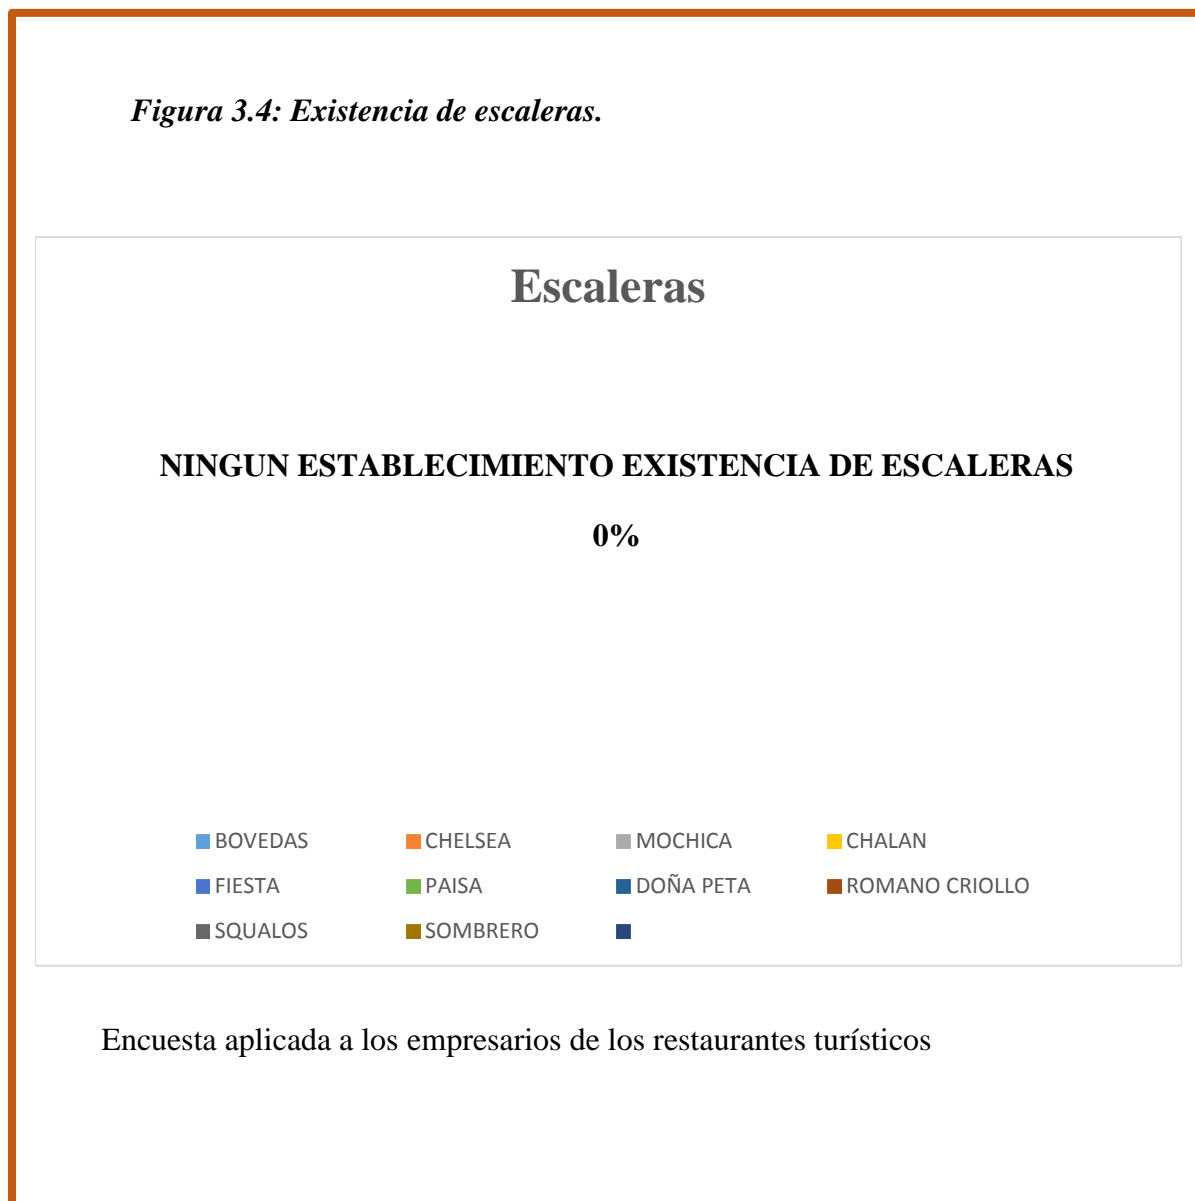 Figura 3.4: Existencia de escaleras.
Escaleras
NINGUN ESTABLECIMIENTO EXISTENCIA DE ESCALERAS
0%
BOVEDAS CHELSEA MOCHICA CHALAN
FIESTA PAISA DOÑA PETA ROMANO CRIOLLO
SQUALOS SOMBRERO
Encuesta aplicada a los empresarios de los restaurantes turísticos